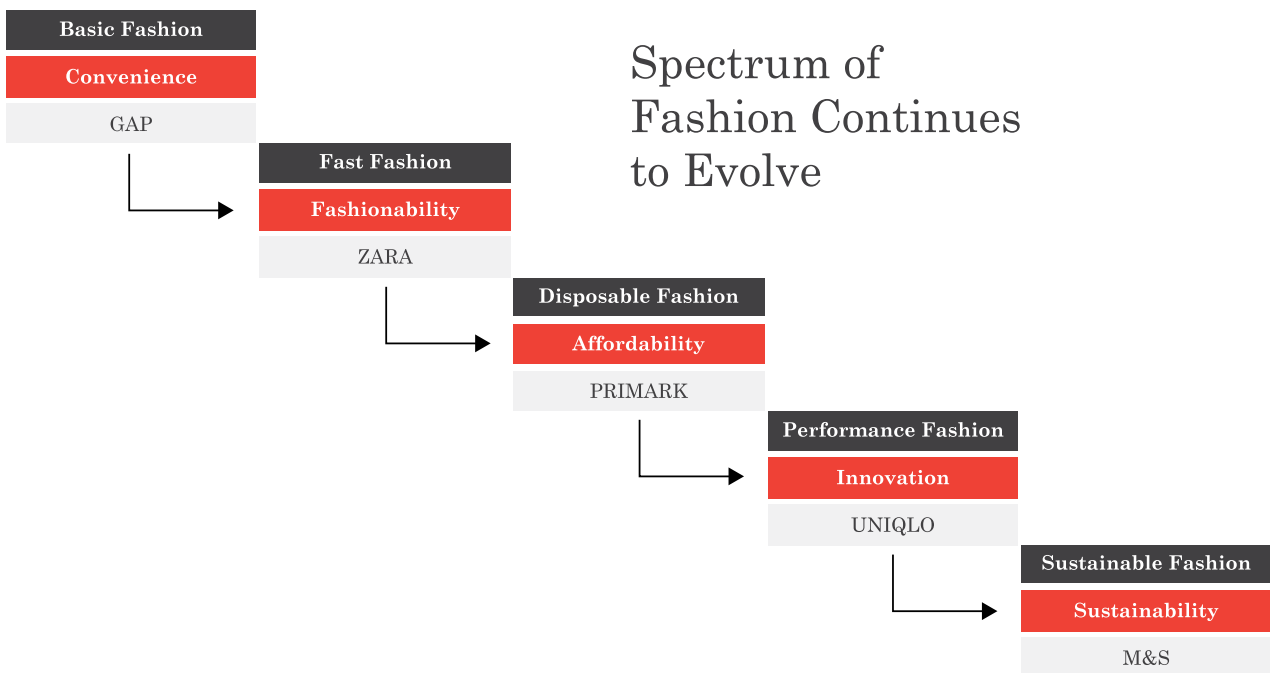 Basic Fashion
Convenience
GAP
Spectrum of
Fashion Continues
to Evolve
Fast Fashion
Fashionability
ZARA
Disposable Fashion
Affordability
PRIMARK
Performance Fashion
Innovation
UNIQLO
Sustainable Fashion
Sustainability
M&S